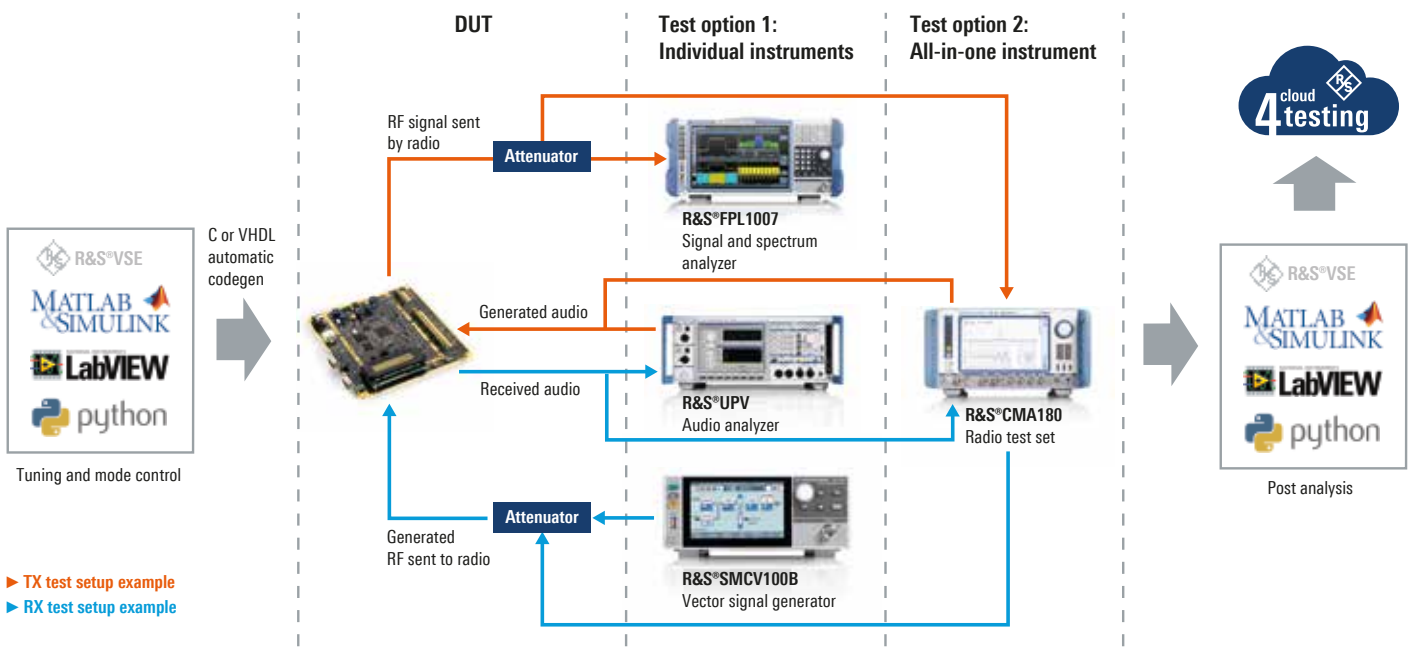 DUT
Test option 1:
Individual instruments
Test option 2:
All-in-one instrument
R&S
cloud
4testing
RF signal sent
by radio
Attenuator
R&S®FPL1007
Signal and spectrum
analyzer
C or VHDL
automatic
codegen
R&S
R&S®VSE
MATLAB
&SIMULINK
LabVIEW
python
Tuning and mode control
Generated audio
Received audio
R&S®UPV
Audio analyzer
R&S®CMA180
Radio test set
R&S
R&S®VSE
MATLAB
&SIMULINK
LabVIEW
python
Post analysis
Attenuator
Generated
RF sent to radio
R&S®SMCV100B
Vector signal generator
► TX test setup example
► RX test setup example